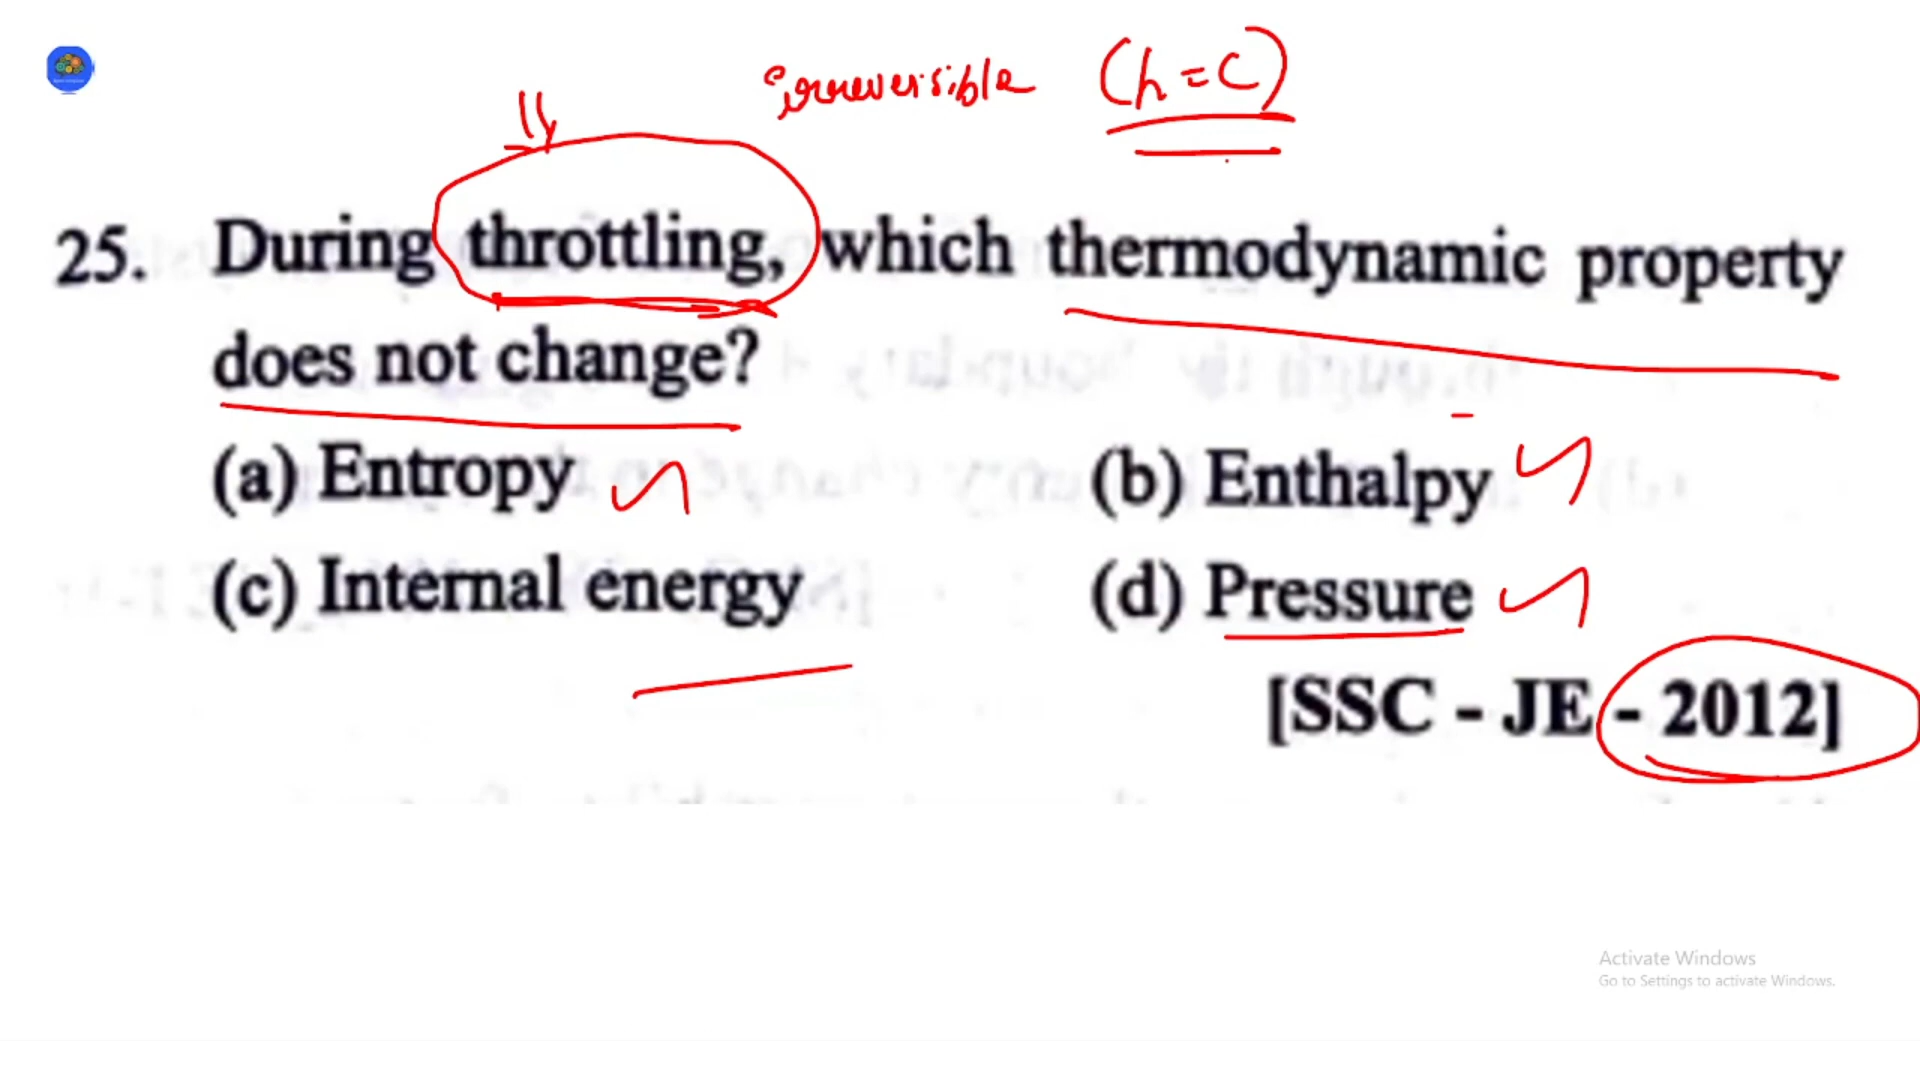 irreversible (h=c)
25. During throttling, which thermodynamic property
does not change?
(a) Entropy (b) Enthalpy
(c) Internal energy (d) Pressure
[SSC - JE - 2012]
Activate Windows
Go to Settings to activate Windows.